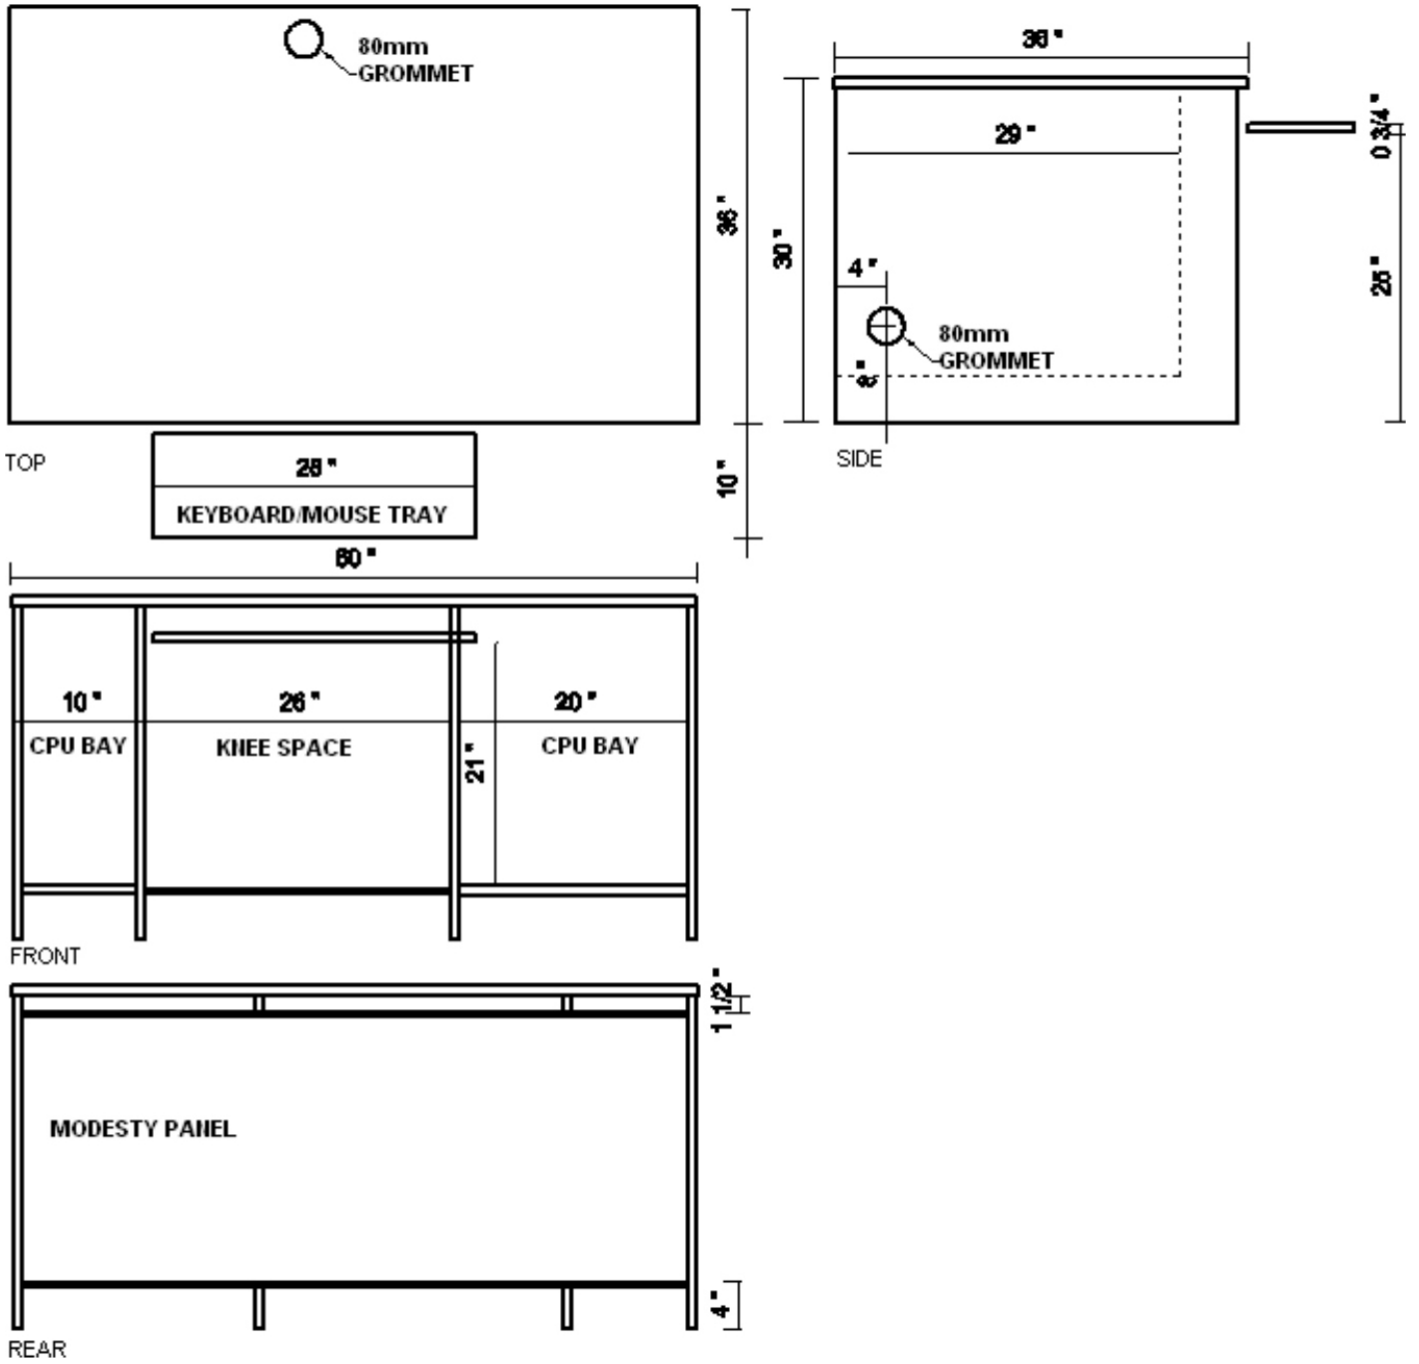 80mm
GROMMET
36 "
10 "
TOP
28 "
KEYBOARD/MOUSE TRAY
36 "
30 "
29 "
0 3/4 "
25 "
4 "
80mm
GROMMET
8 "
SIDE
60 "
10 "
CPU BAY
26 "
KNEE SPACE
21 "
20 "
CPU BAY
FRONT
1 1/2 "
MODESTY PANEL
4 "
REAR